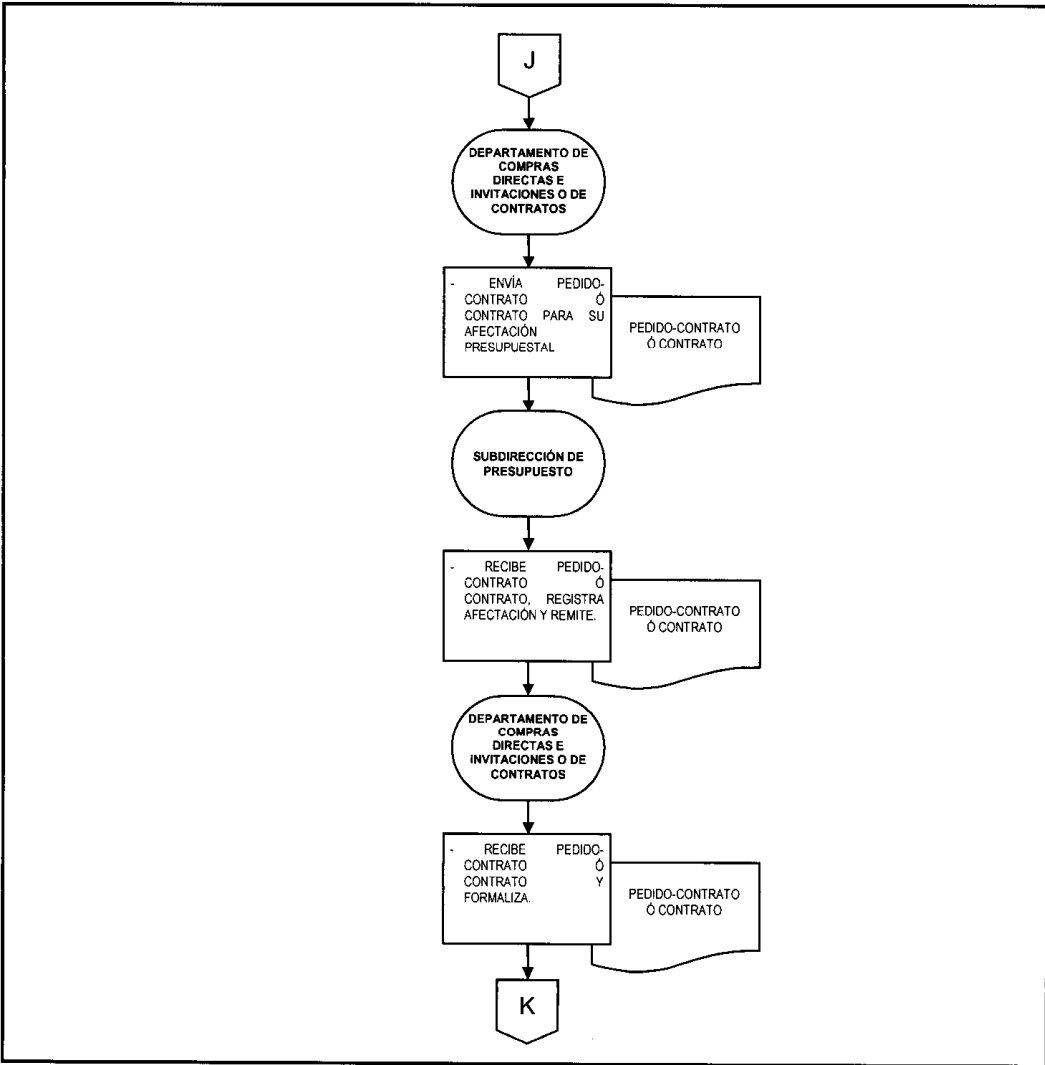 J
DEPARTAMENTO DE
COMPRAS
DIRECTAS E
INVITACIONES O DE
CONTRATOS
- ENVÍA PEDIDO-
CONTRATO Ó
CONTRATO PARA SU
AFECTACIÓN
PRESUPUESTAL
PEDIDO-CONTRATO
Ó CONTRATO
SUBDIRECCIÓN DE
PRESUPUESTO
- RECIBE PEDIDO-
CONTRATO Ó
CONTRATO, REGISTRA
AFECTACIÓN Y REMITE.
PEDIDO-CONTRATO
Ó CONTRATO
DEPARTAMENTO DE
COMPRAS
DIRECTAS E
INVITACIONES O DE
CONTRATOS
- RECIBE PEDIDO-
CONTRATO Ó
CONTRATO Y
FORMALIZA.
PEDIDO-CONTRATO
Ó CONTRATO
K